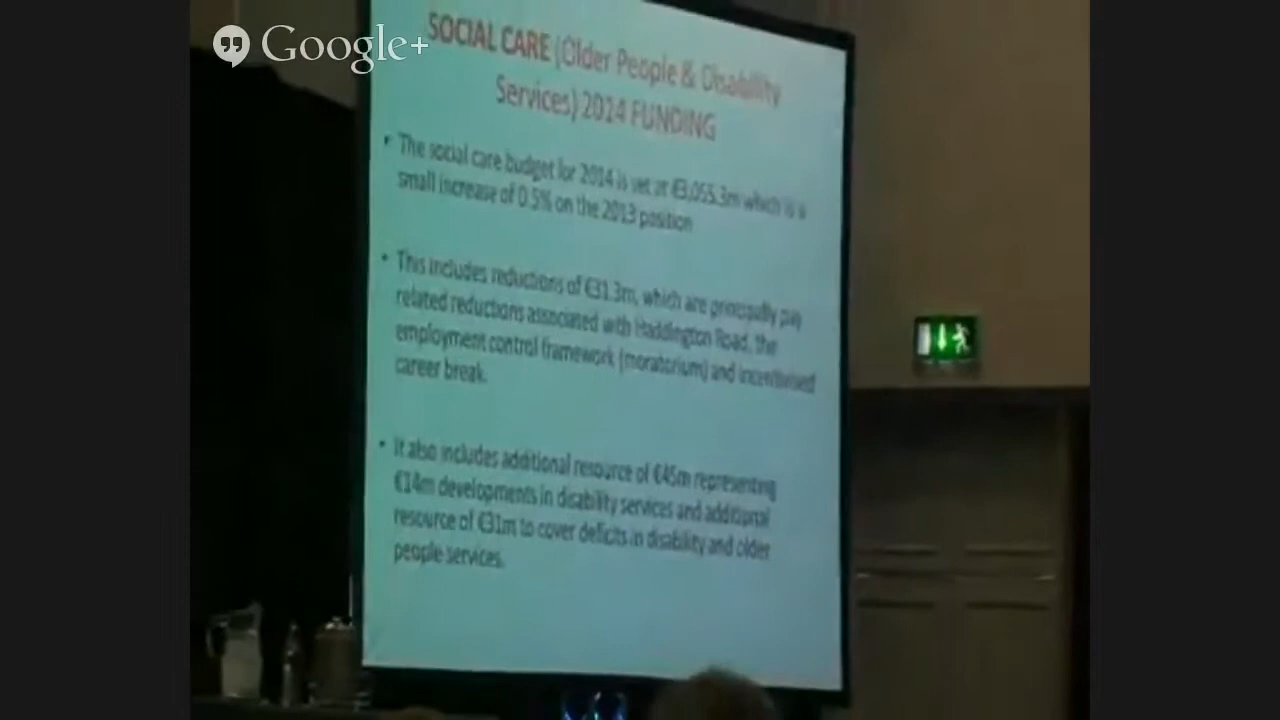 Google+
SOCIAL CARE (Older People & Disability
Services) 2014 FUNDING
• The social care budget for 2014 is set at €3,055.3m which is a
small increase of 0.5% on the 2013 position
• This includes reductions of €31.3m, which are principally pay
related reductions associated with Haddington Road, the
employment control framework (moratorium) and incentivised
career break.
• It also includes additional resource of €45m representing
€14m developments in disability services and additional
resource of €31m to cover deficits in disability and older
people services.